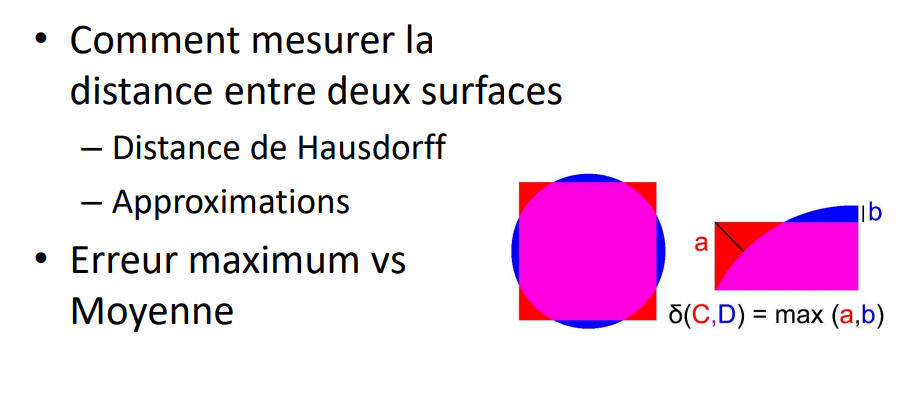 • Comment mesurer la
distance entre deux surfaces
– Distance de Hausdorff
– Approximations
• Erreur maximum vs
Moyenne
a
b
δ(C,D) = max (a,b)